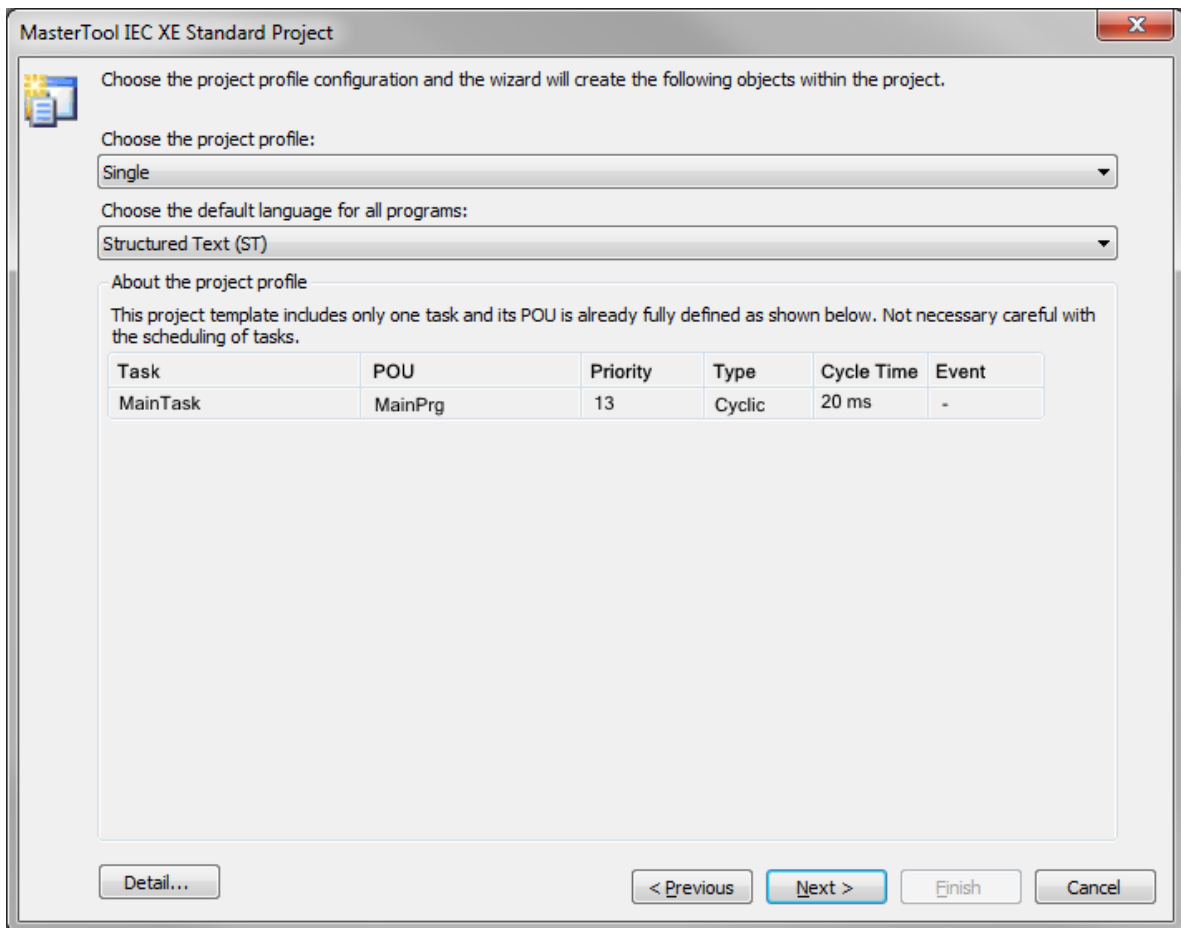 MasterTool IEC XE Standard Project
Choose the project profile configuration and the wizard will create the following objects within the project.
Choose the project profile:
Single
Choose the default language for all programs:
Structured Text (ST)
About the project profile
This project template includes only one task and its POU is already fully defined as shown below. Not necessary careful with
the scheduling of tasks.
Task POU Priority Type Cycle Time Event
MainTask MainPrg 13 Cyclic 20 ms -
Detail... < Previous Next > Finish Cancel